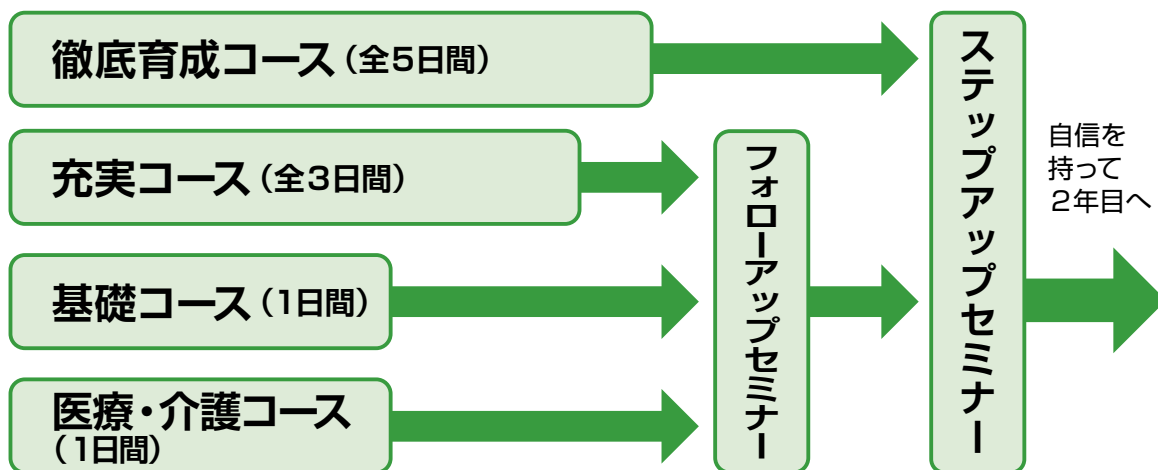 徹底育成コース（全5日間）
充実コース（全3日間）
基礎コース（1日間）
医療・介護コース
（1日間）
フォローアップセミナー
ステップアップセミナー
自信を
持って
２年目へ